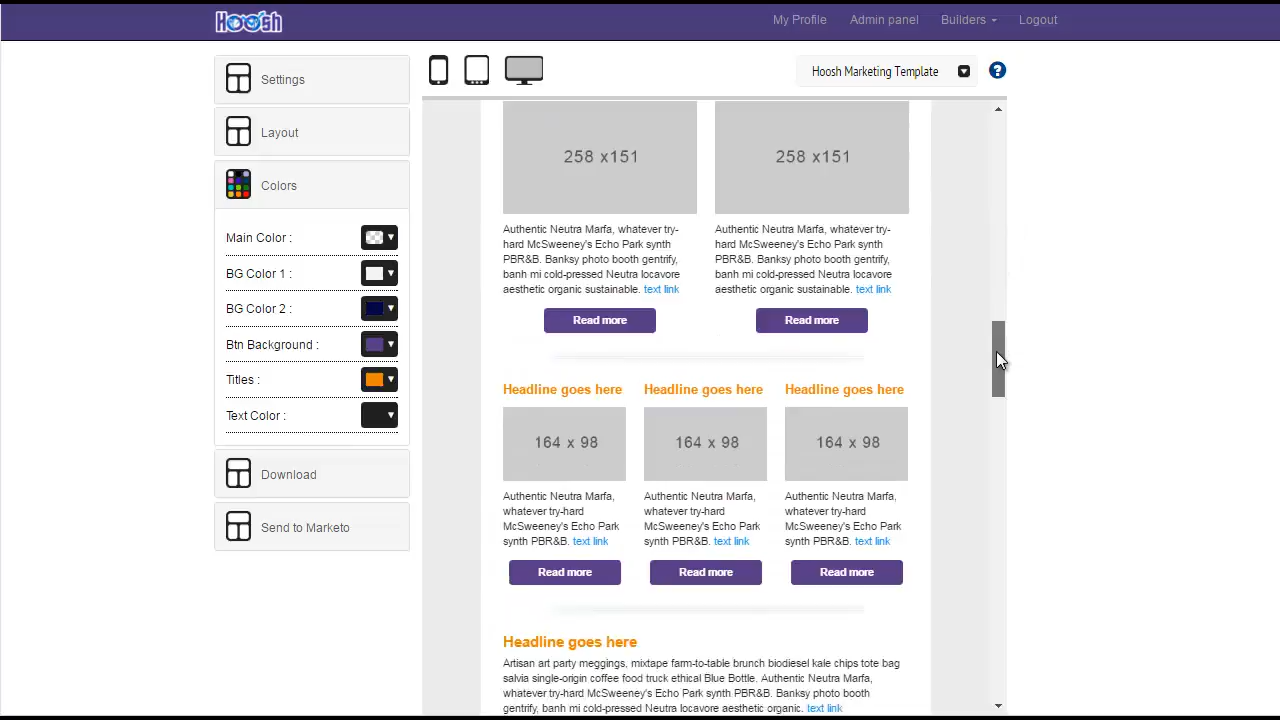 Hoosh
My Profile
Admin panel
Builders
Logout
Settings
Layout
Colors
Main Color :
BG Color 1 :
BG Color 2 :
Btn Background :
Titles :
Text Color :
Download
Send to Marketo
Hoosh Marketing Template
?
258 x151
258 x151
Authentic Neutra Marfa, whatever try-
hard McSweeney's Echo Park synth
PBR&B. Banksy photo booth gentrify,
banh mi cold-pressed Neutra locavore
aesthetic organic sustainable. text link
Authentic Neutra Marfa, whatever try-
hard McSweeney's Echo Park synth
PBR&B. Banksy photo booth gentrify,
banh mi cold-pressed Neutra locavore
aesthetic organic sustainable. text link
Read more
Read more
Headline goes here
Headline goes here
Headline goes here
164 x 98
164 x 98
164 x 98
Authentic Neutra Marfa,
whatever try-hard
McSweeney's Echo Park
synth PBR&B. text link
Authentic Neutra Marfa,
whatever try-hard
McSweeney's Echo Park
synth PBR&B. text link
Authentic Neutra Marfa,
whatever try-hard
McSweeney's Echo Park
synth PBR&B. text link
Read more
Read more
Read more
Headline goes here
Artisan art party meggings, mixtape farm-to-table brunch biodiesel kale chips tote bag
salvia single-origin coffee food truck ethical Blue Bottle. Authentic Neutra Marfa,
whatever try-hard McSweeney's Echo Park synth PBR&B. Banksy photo booth
gentrify, banh mi cold-pressed Neutra locavore aesthetic organic. text link